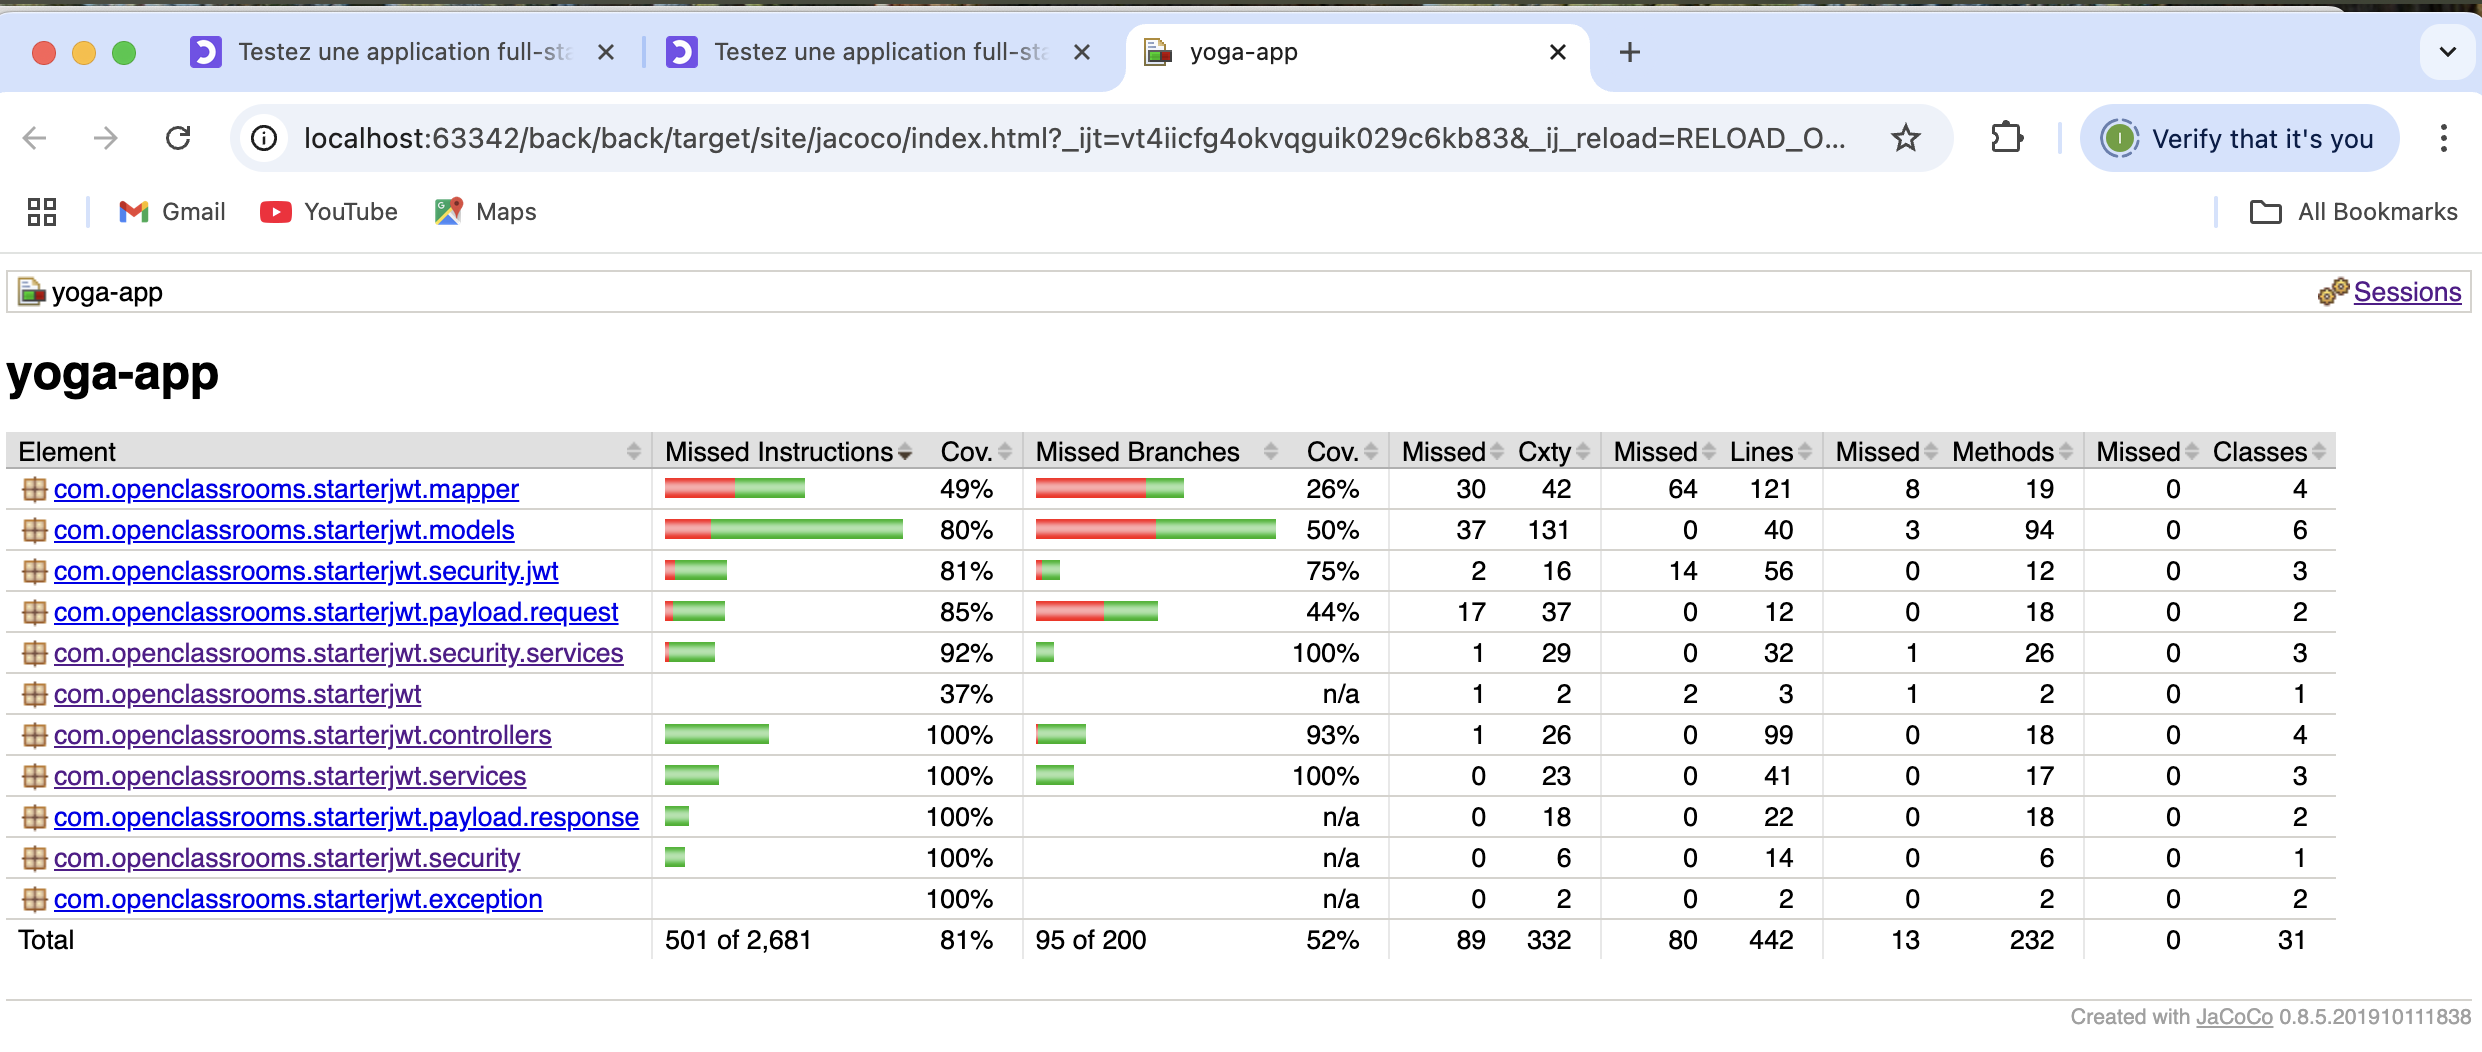 Testez une application full-sta
Testez une application full-sta
yoga-app
localhost:63342/back/back/target/site/jacoco/index.html?_ijt=vt4iicfg4okvqguik029c6kb83&_ij_reload=RELOAD_O...
Verify that it's you
Gmail YouTube Maps All Bookmarks
yoga-app Sessions
yoga-app
Element Missed Instructions Cov. Missed Branches Cov. Missed Cxty Missed Lines Missed Methods Missed Classes
com.openclassrooms.starterjwt.mapper 49% 26% 30 42 64 121 8 19 0 4
com.openclassrooms.starterjwt.models 80% 50% 37 131 0 40 3 94 0 6
com.openclassrooms.starterjwt.security.jwt 81% 75% 2 16 14 56 0 12 0 3
com.openclassrooms.starterjwt.payload.request 85% 44% 17 37 0 12 0 18 0 2
com.openclassrooms.starterjwt.security.services 92% 100% 1 29 0 32 1 26 0 3
com.openclassrooms.starterjwt 37% n/a 1 2 2 3 1 2 0 1
com.openclassrooms.starterjwt.controllers 100% 93% 1 26 0 99 0 18 0 4
com.openclassrooms.starterjwt.services 100% 100% 0 23 0 41 0 17 0 3
com.openclassrooms.starterjwt.payload.response 100% n/a 0 18 0 22 0 18 0 2
com.openclassrooms.starterjwt.security 100% n/a 0 6 0 14 0 6 0 1
com.openclassrooms.starterjwt.exception 100% n/a 0 2 0 2 0 2 0 2
Total 501 of 2,681 81% 95 of 200 52% 89 332 80 442 13 232 0 31
Created with JaCoCo 0.8.5.201910111838